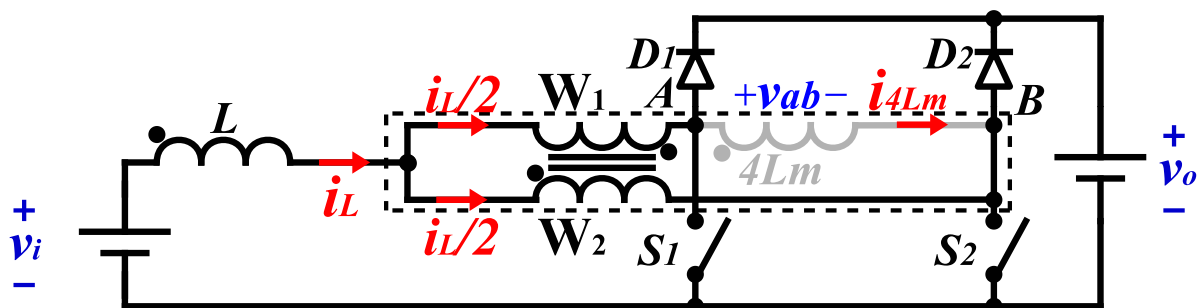 D1
D2
iL/2
W1
A
+vab−
i4Lm
B
L
4Lm
iL
+
vi
−
iL/2
W2
S1
S2
+
vo
−